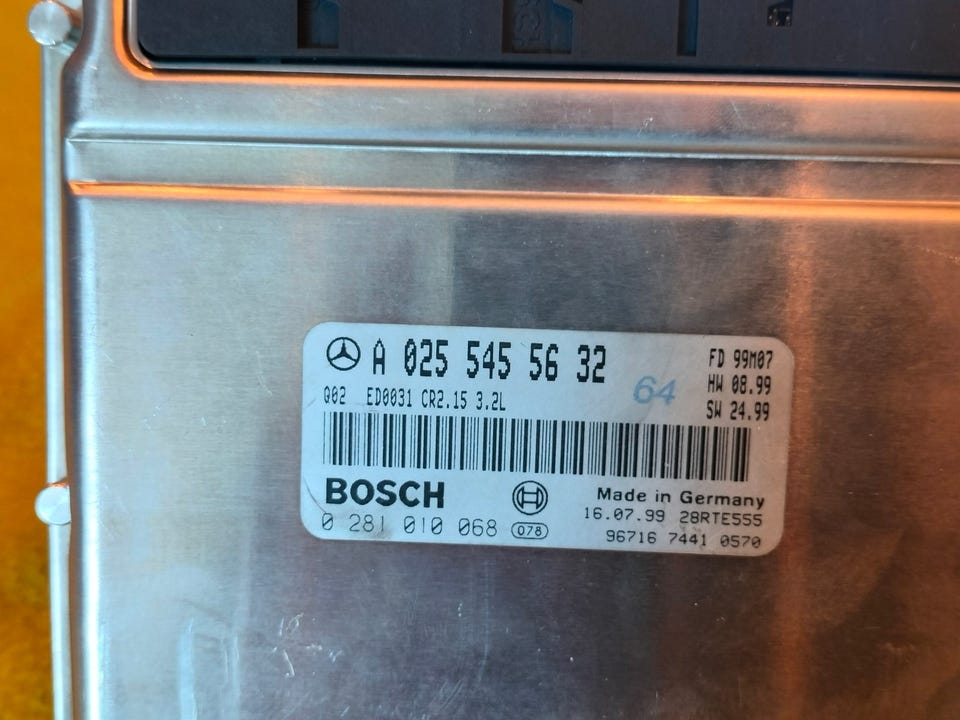 A 025 545 56 32
Q02 ED0031 CR2.15 3.2L
64
FD 99M07
HW 08.99
SW 24.99
BOSCH
0 281 010 068 078
Made in Germany
16.07.99 28RTE555
96716 7441 0570